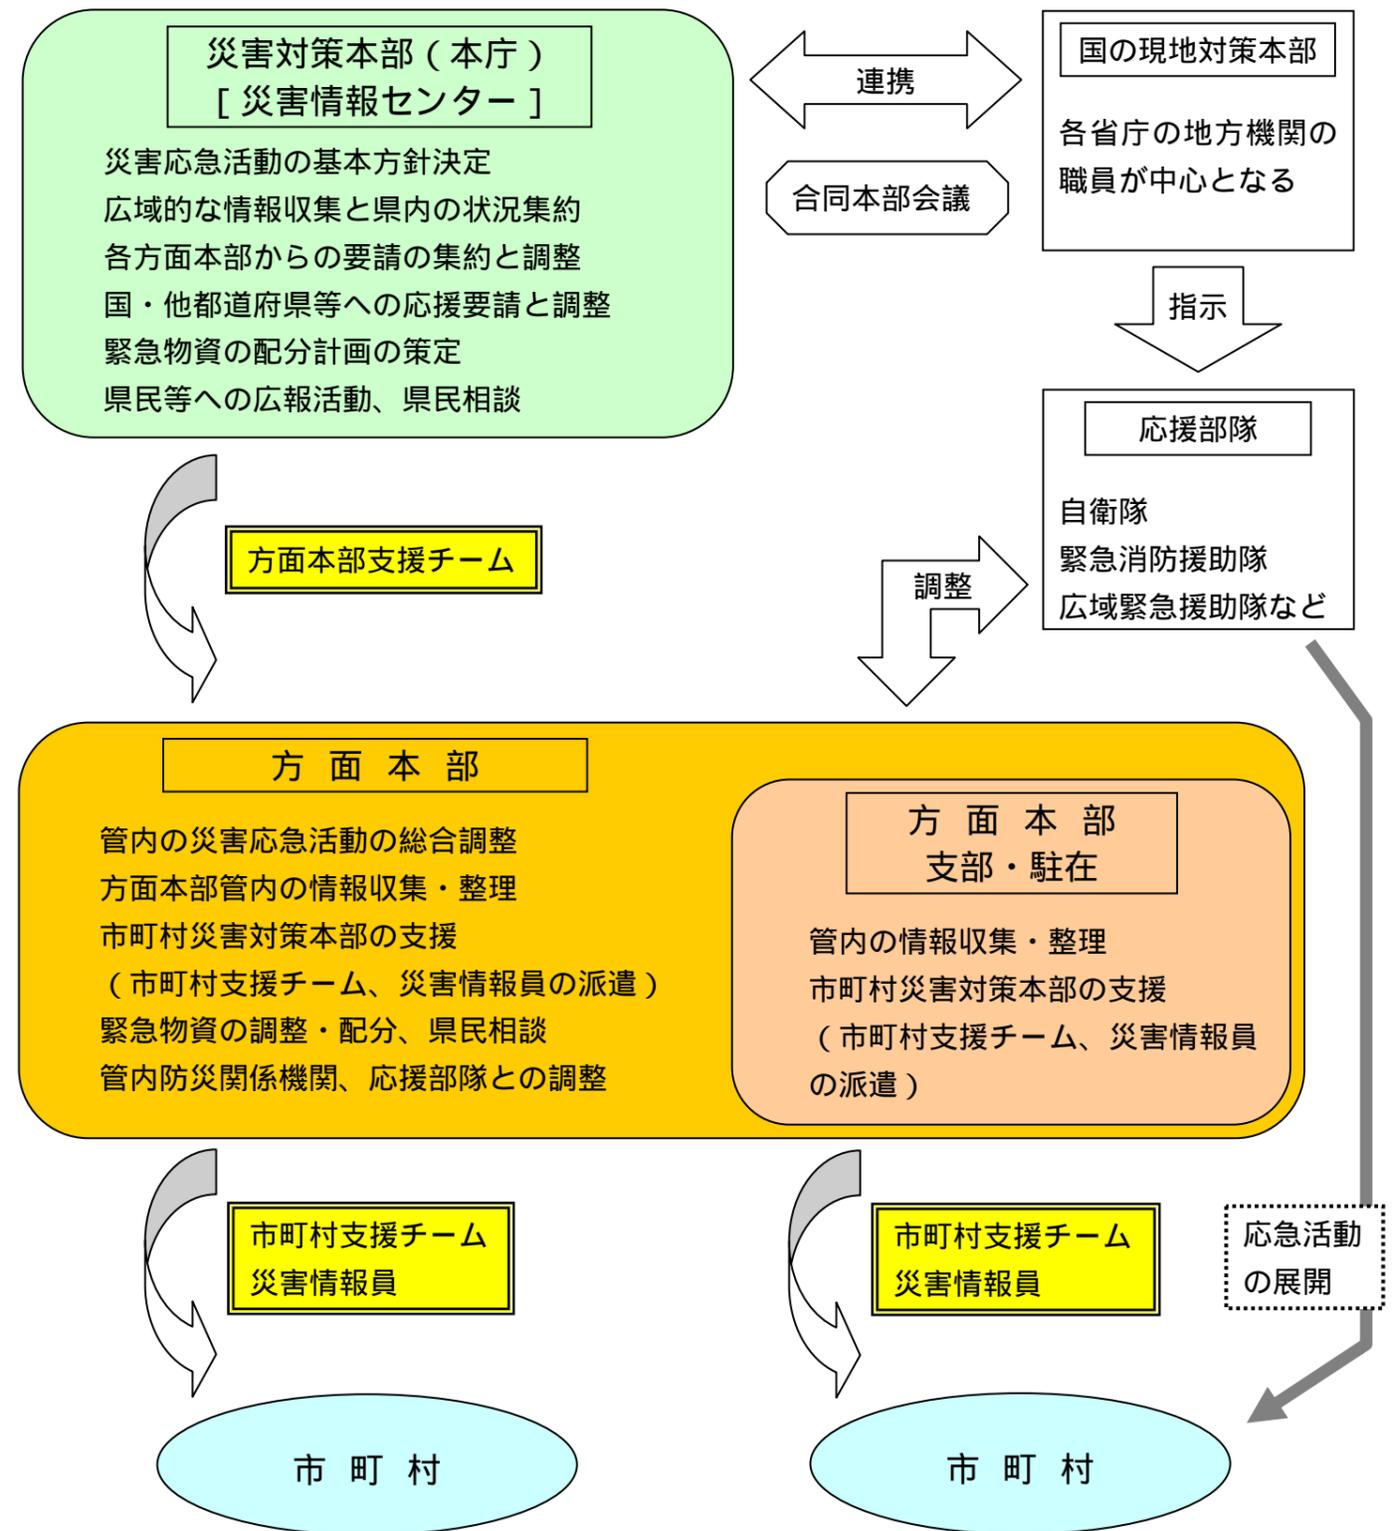 災害対策本部（本庁）
[ 災害情報センター ]
災害応急活動の基本方針決定
広域的な情報収集と県内の状況集約
各方面本部からの要請の集約と調整
国・他都道府県等への応援要請と調整
緊急物資の配分計画の策定
県民等への広報活動、県民相談
連携
合同本部会議
国の現地対策本部
各省庁の地方機関の
職員が中心となる
指示
応援部隊
自衛隊
緊急消防援助隊
広域緊急援助隊など
方面本部支援チーム
調整
方 面 本 部
管内の災害応急活動の総合調整
方面本部管内の情報収集・整理
市町村災害対策本部の支援
（市町村支援チーム、災害情報員の派遣）
緊急物資の調整・配分、県民相談
管内防災関係機関、応援部隊との調整
方 面 本 部
支部・駐在
管内の情報収集・整理
市町村災害対策本部の支援
（市町村支援チーム、災害情報員
の派遣）
市町村支援チーム
災害情報員
市町村支援チーム
災害情報員
応急活動
の展開
市 町 村
市 町 村